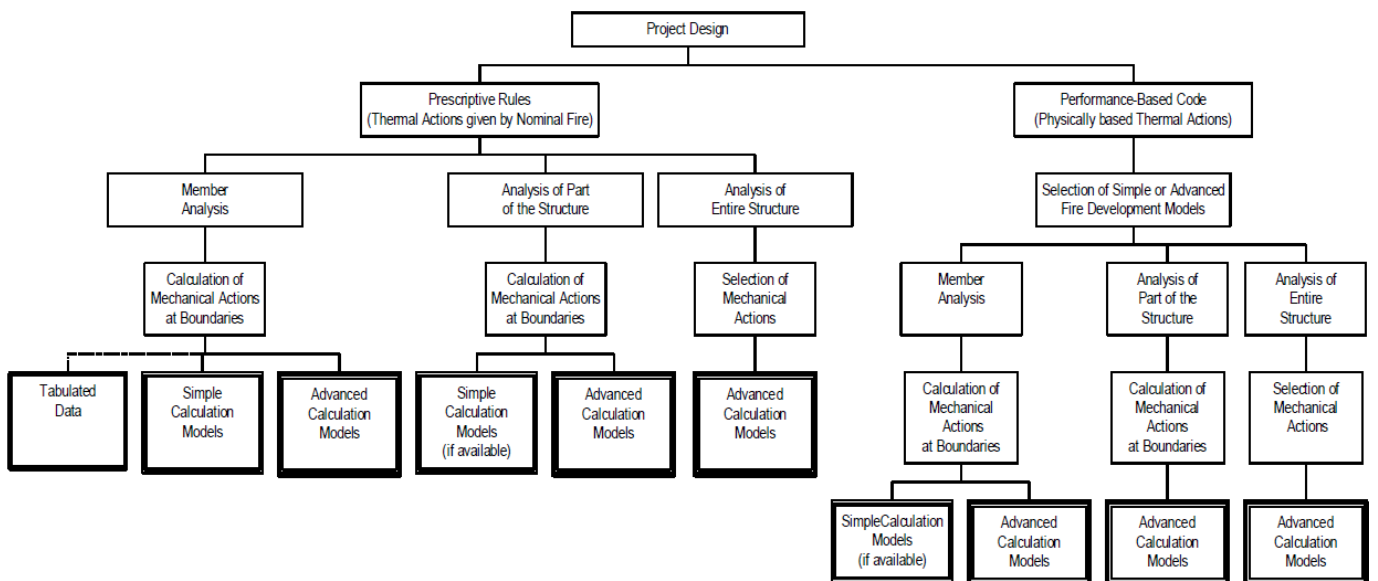 Project Design
Prescriptive Rules
(Thermal Actions given by Nominal Fire)
Performance-Based Code
(Physically based Thermal Actions)
Member
Analysis
Analysis of Part
of the Structure
Analysis of
Entire Structure
Selection of Simple or Advanced
Fire Development Models
Calculation of
Mechanical Actions
at Boundaries
Calculation of
Mechanical Actions
at Boundaries
Selection of
Mechanical
Actions
Member
Analysis
Analysis of
Part of the
Structure
Analysis of
Entire
Structure
Tabulated
Data
Simple
Calculation
Models
Advanced
Calculation
Models
Simple
Calculation
Models
(if available)
Advanced
Calculation
Models
Advanced
Calculation
Models
Calculation of
Mechanical
Actions
at Boundaries
Calculation of
Mechanical
Actions
at Boundaries
Selection of
Mechanical
Actions
SimpleCalculation
Models
(if available)
Advanced
Calculation
Models
Advanced
Calculation
Models
Advanced
Calculation
Models